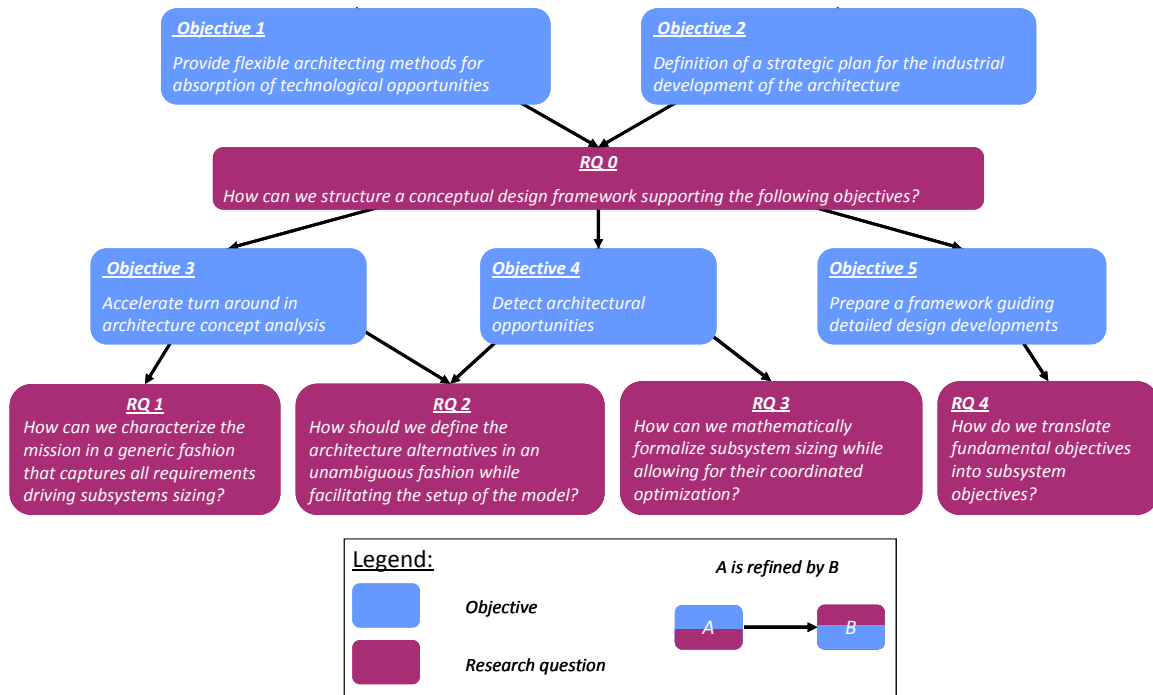 Objective 1
Provide flexible architecting methods for
absorption of technological opportunities
Objective 2
Definition of a strategic plan for the industrial
development of the architecture
RQ 0
How can we structure a conceptual design framework supporting the following objectives?
Objective 3
Accelerate turn around in
architecture concept analysis
Objective 4
Detect architectural
opportunities
Objective 5
Prepare a framework guiding
detailed design developments
RQ 1
How can we characterize the
mission in a generic fashion
that captures all requirements
driving subsystems sizing?
RQ 2
How should we define the
architecture alternatives in an
unambiguous fashion while
facilitating the setup of the model?
RQ 3
How can we mathematically
formalize subsystem sizing while
allowing for their coordinated
optimization?
RQ 4
How do we translate
fundamental objectives
into subsystem
objectives?
Legend:
Objective
Research question
A is refined by B
A
B